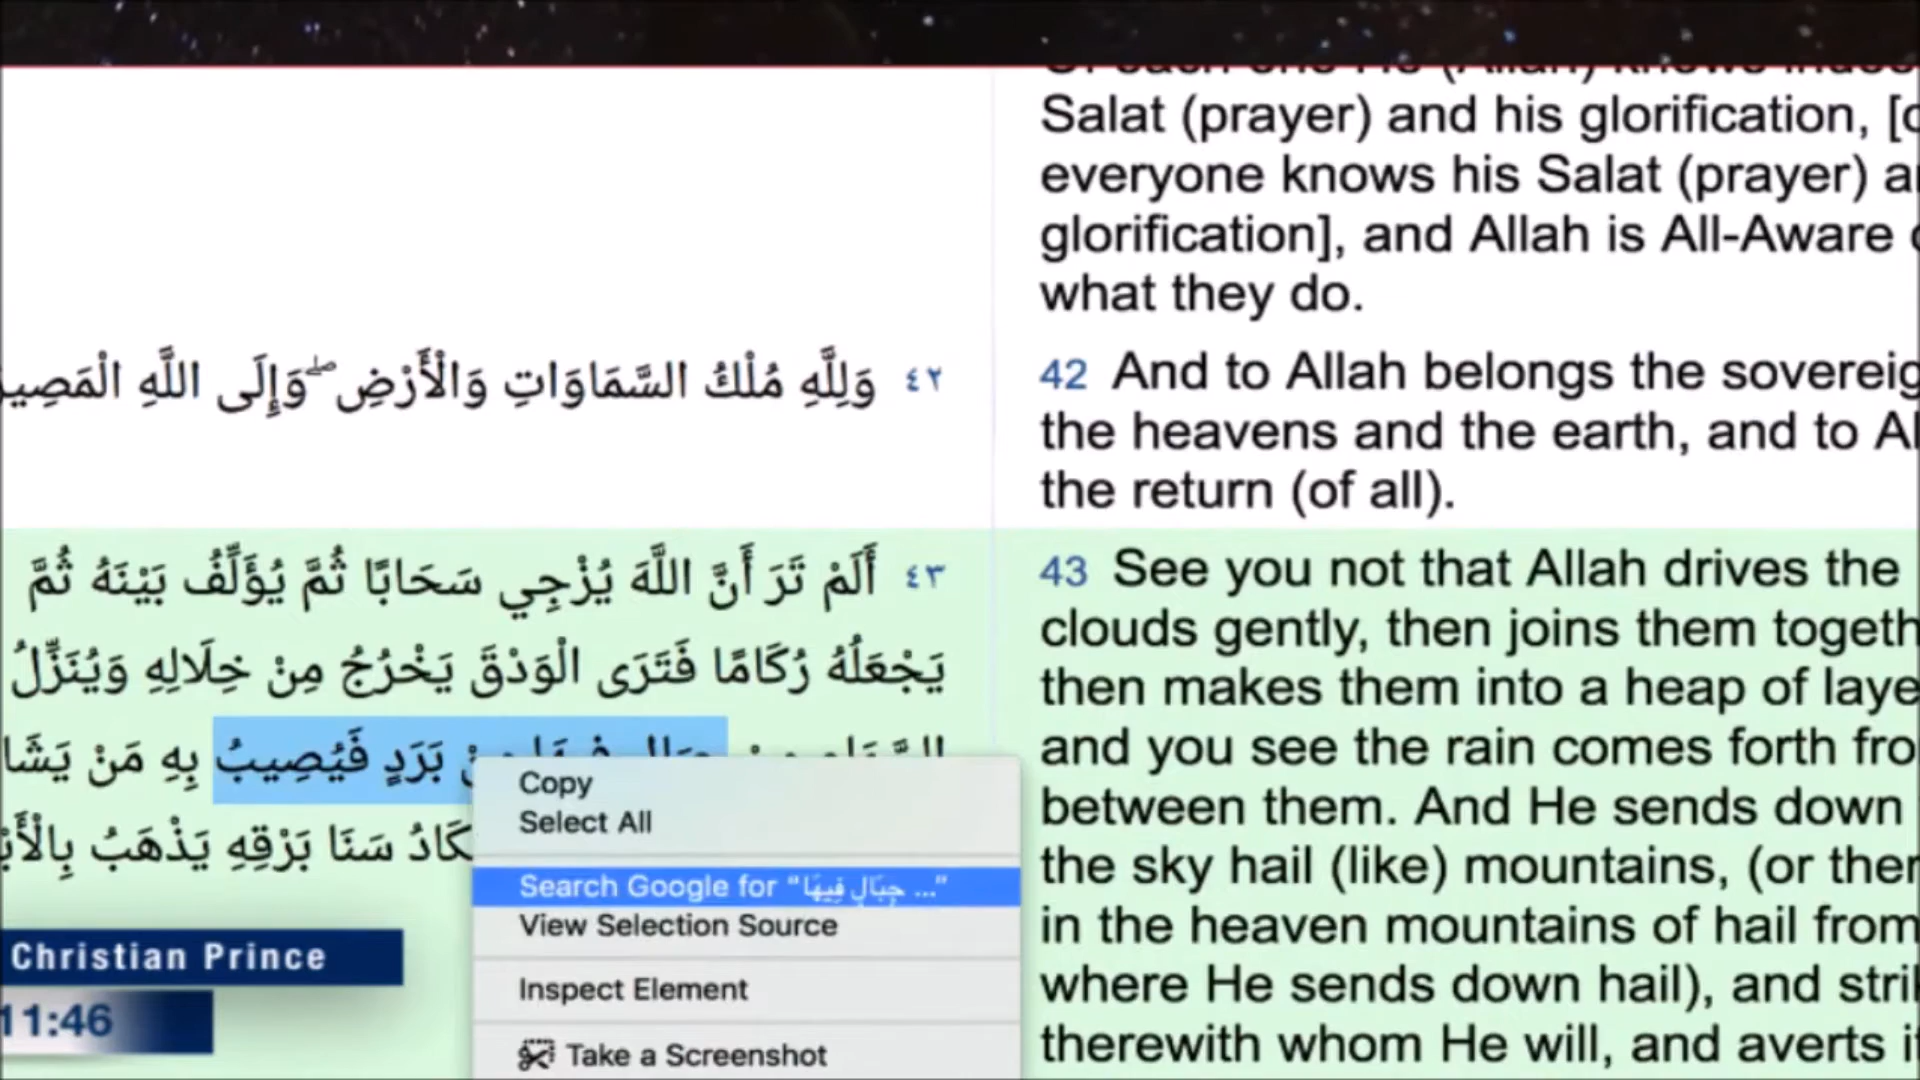 Salat (prayer) and his glorification,
everyone knows his Salat (prayer)
glorification], and Allah is All-Aware
what they do.
٤٢ وَلِلَّهِ مُلْكُ السَّمَاوَاتِ وَالْأَرْضِ ۖ وَإِلَى اللَّهِ
42 And to Allah belongs the sovereig
the heavens and the earth, and to Al
the return (of all).
٤٣ أَلَمْ تَرَ أَنَّ اللَّهَ يُزْجِي سَحَابًا ثُمَّ يُؤَلِّفُ بَيْنَهُ ثُمَّ
يَجْعَلُهُ رُكَامًا فَتَرَى الْوَدْقَ يَخْرُجُ مِنْ خِلَالِهِ وَيُنَزِّلُ
بَرَدٍ فَيُصِيبُ بِهِ مَنْ
سَنَا بَرْقِهِ يَذْهَبُ
43 See you not that Allah drives the
clouds gently, then joins them togeth
then makes them into a heap of laye
and you see the rain comes forth fro
between them. And He sends down
the sky hail (like) mountains, (or ther
in the heaven mountains of hail from
where He sends down hail), and stri
therewith whom He will, and averts
Copy
Select All
Search Google for “جِبَالٍ فِيهَا ...”
View Selection Source
Inspect Element
Take a Screenshot
Christian Prince
11:46